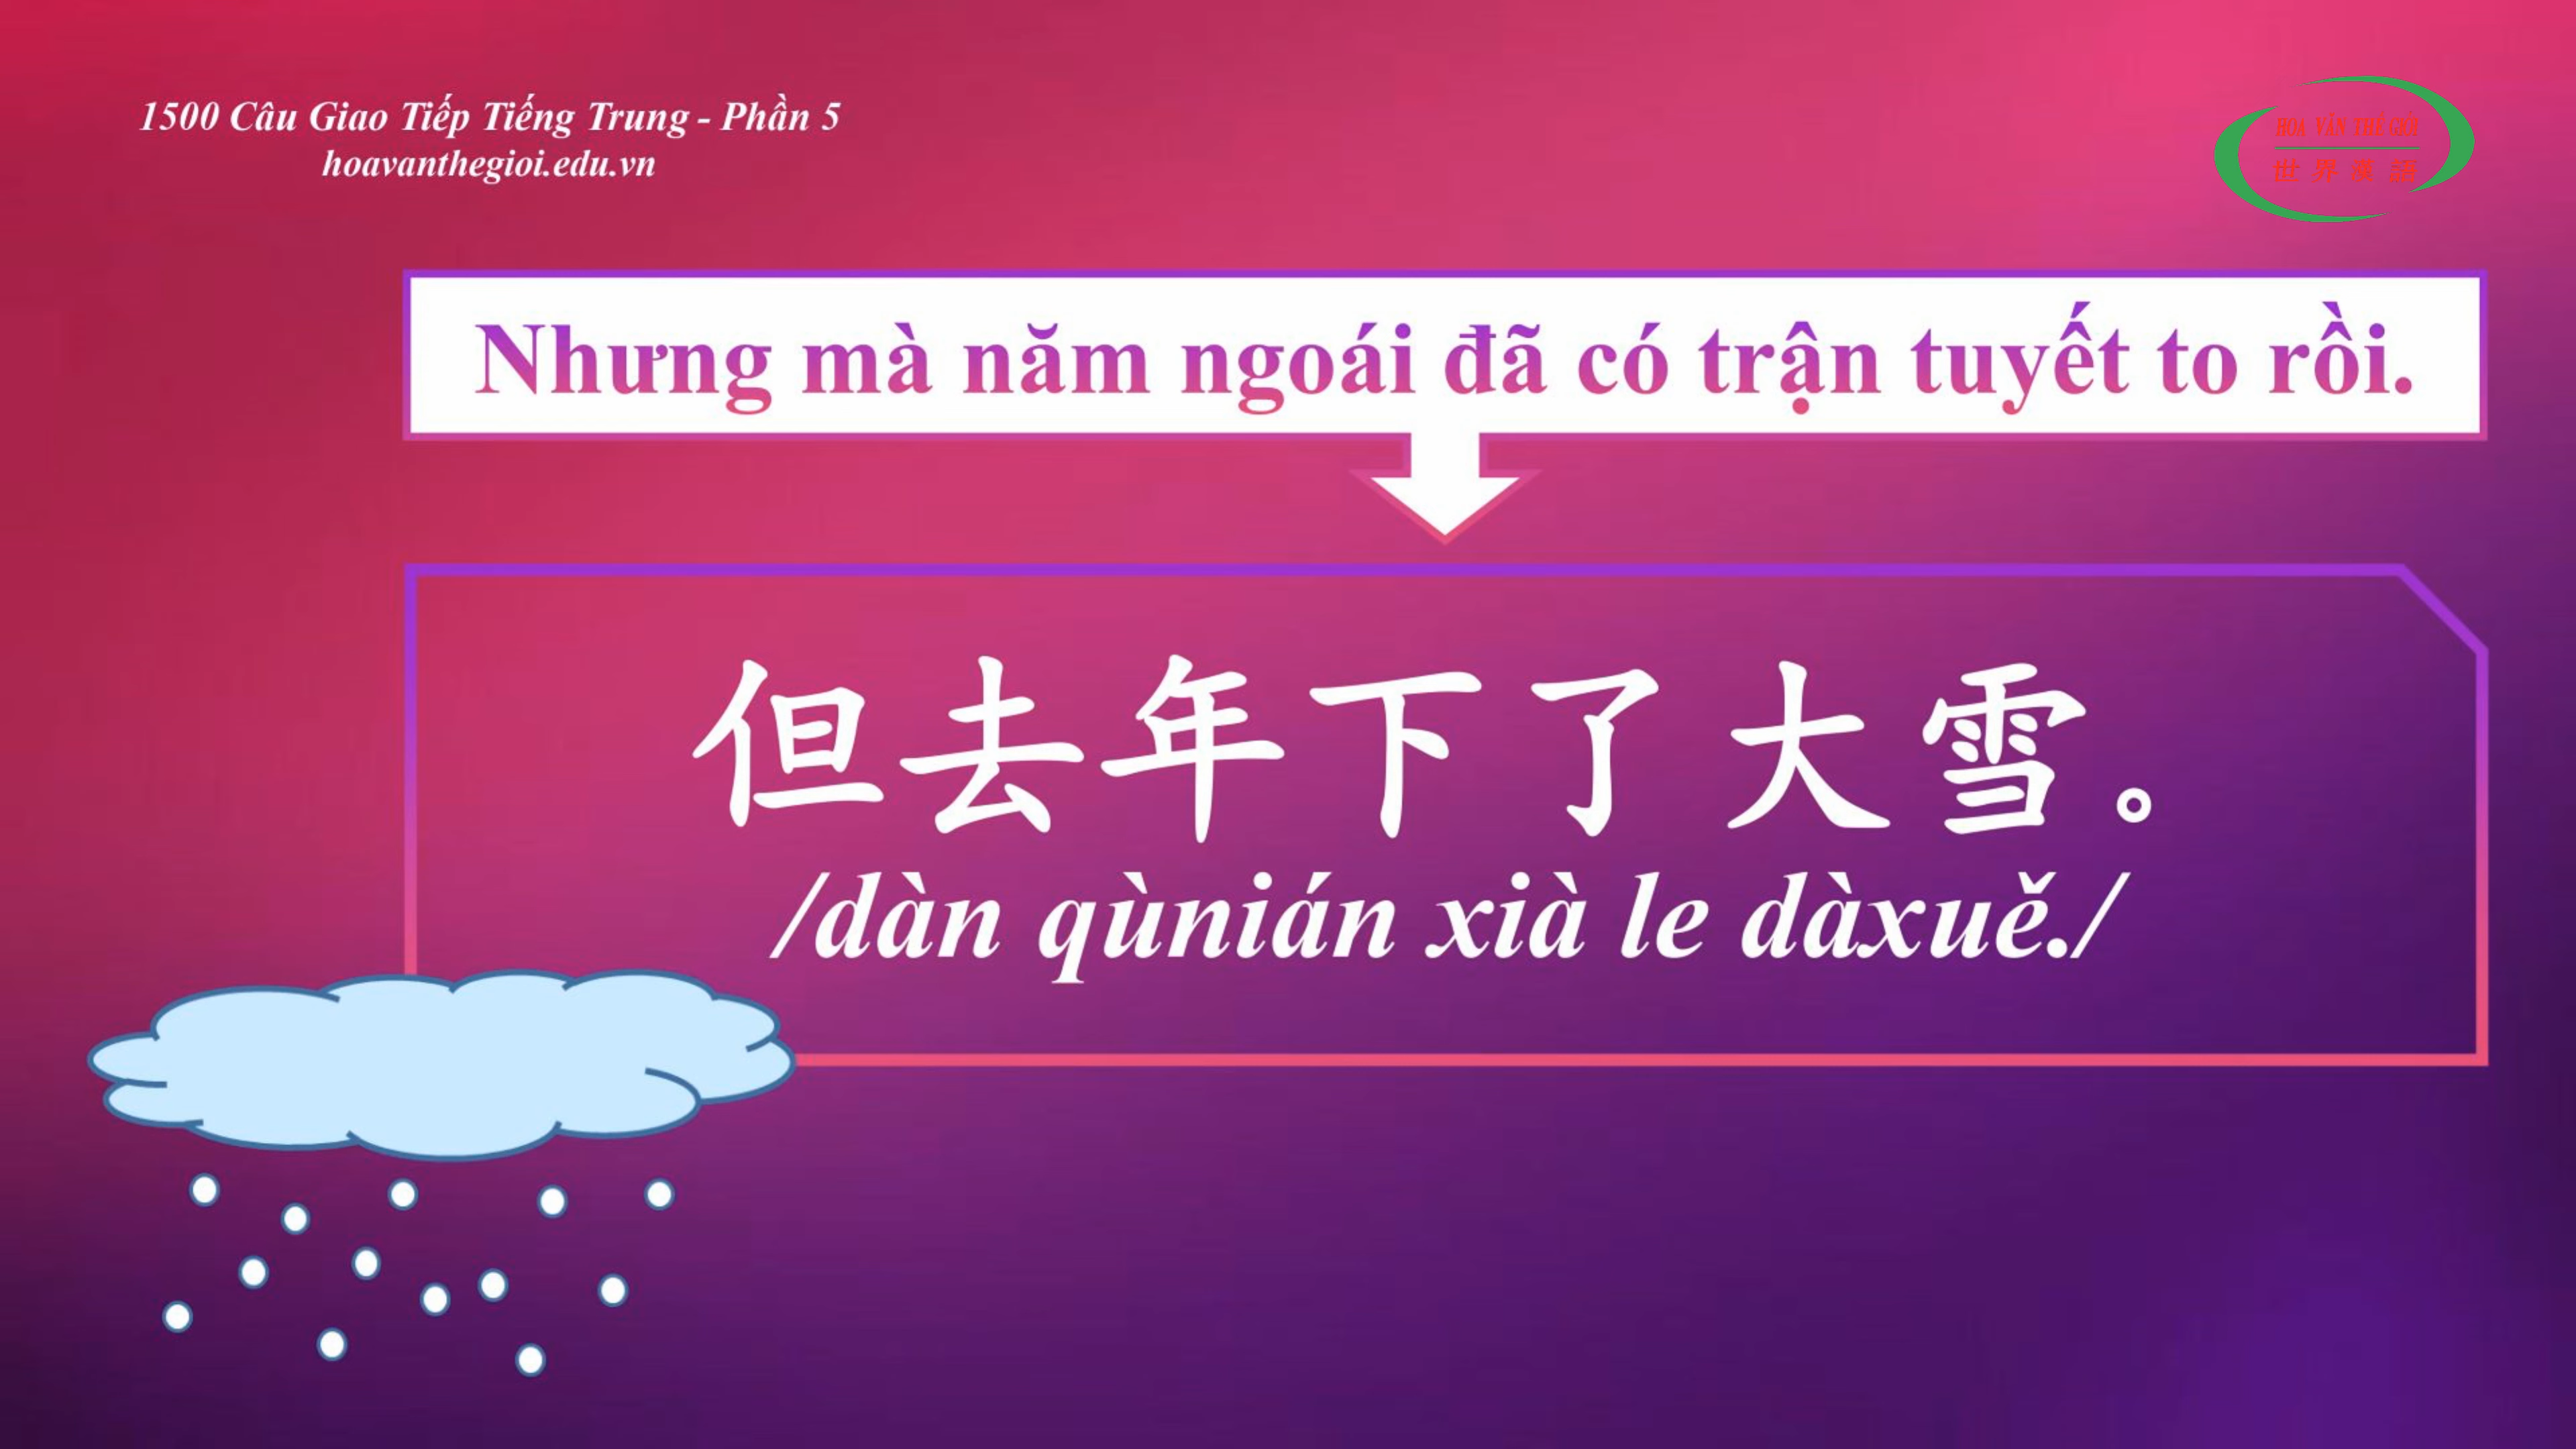 1500 Câu Giao Tiếp Tiếng Trung - Phần 5
hoavanthegioi.edu.vn
HOA VĂN THẾ GIỚI
世界漢語
Nhưng mà năm ngoái đã có trận tuyết to rồi.
但去年下了大雪。
/dàn qùnián xià le dàxuě./